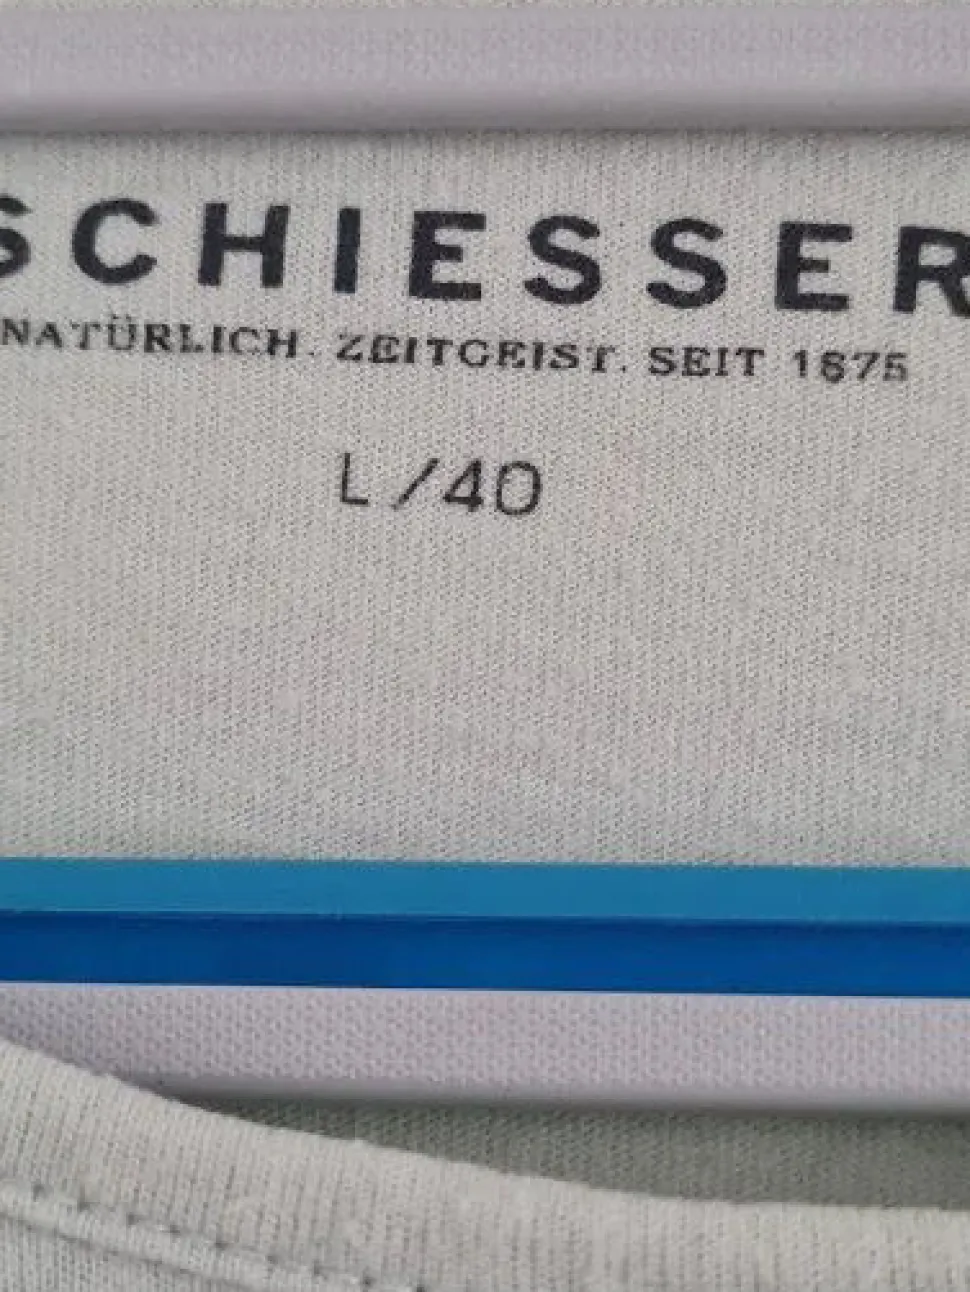 SCHIESSER
NATÜRLICH. ZEITGEIST. SEIT 1875
L/40